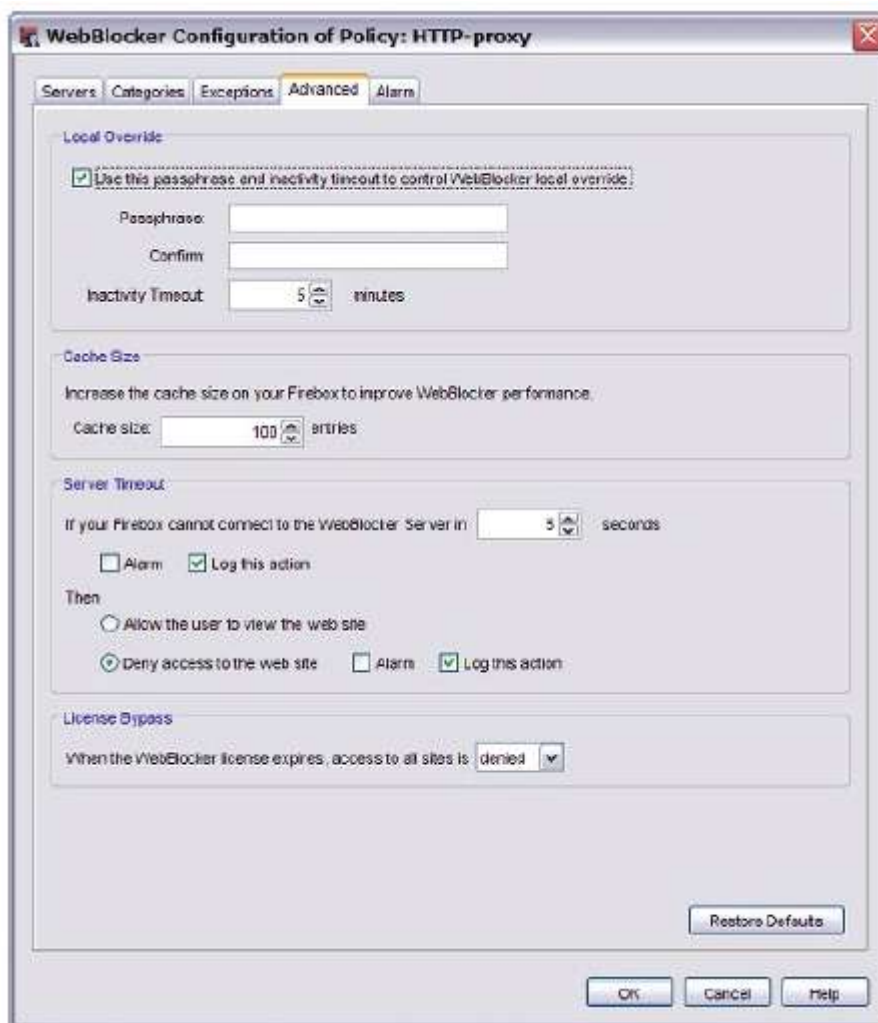 WebBlocker Configuration of Policy: HTTP-proxy
Servers Categories Exceptions Advanced Alarm
Local Override
Use this passphrase and inactivity timeout to control WebBlocker local override:
Passphrase:
Confirm
Inactivity Timeout 5 minutes
Cache Size
Increase the cache size on your Firebox to improve WebBlocker performance.
Cache size: 100 entries
Server Timeout
If your Firebox cannot connect to the WebBlocker Server in 5 seconds
Alarm Log this action
Then
Allow the user to view the web site
Deny access to the web site Alarm Log this action
License Bypass
When the WebBlocker license expires, access to all sites is denied
Restore Defaults
OK Cancel Help